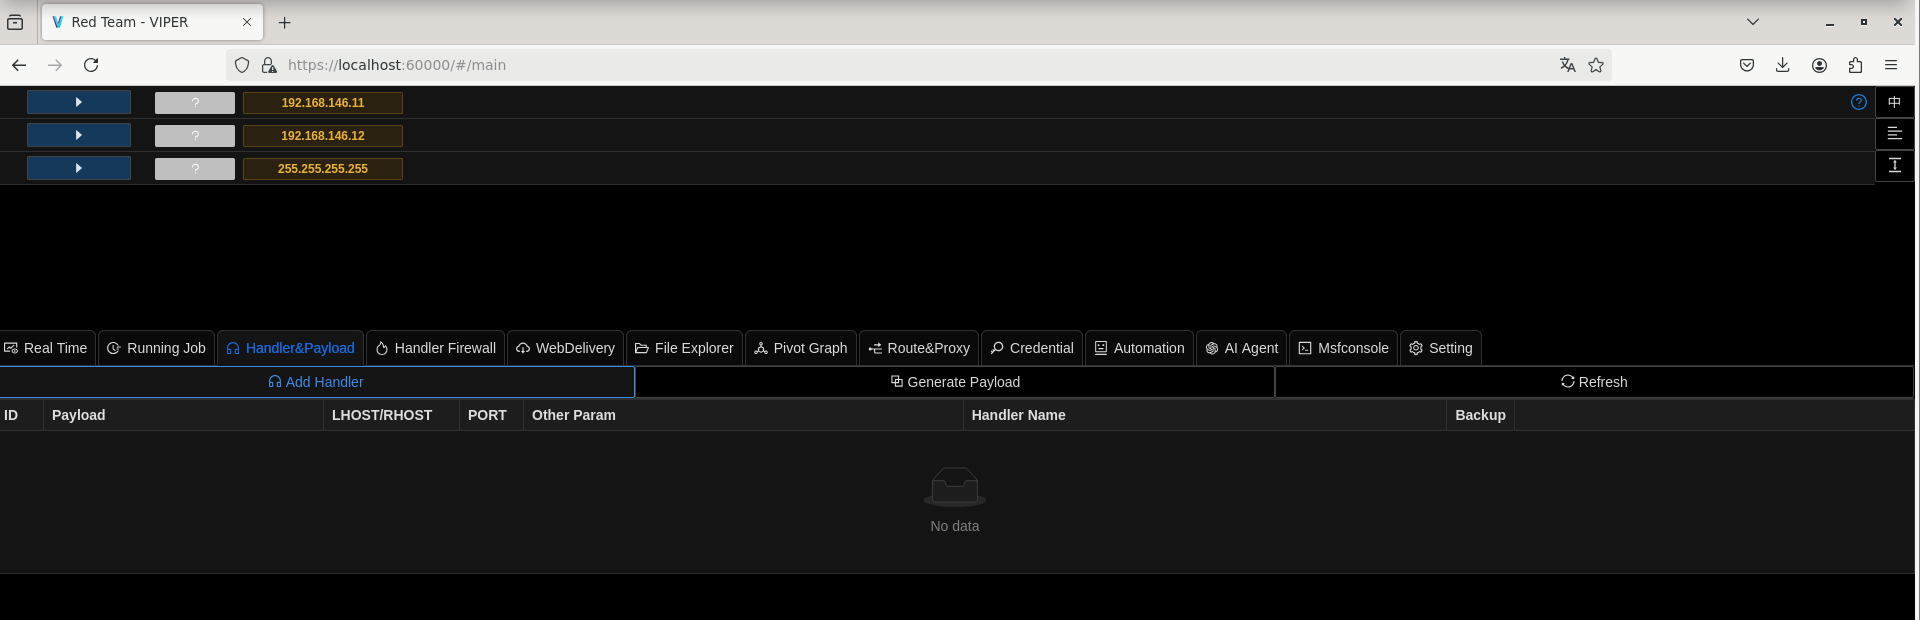 Red Team - VIPER
https://localhost:60000/#/main
? 192.168.146.11 ? 中
? 192.168.146.12
? 255.255.255.255
Real Time Running Job Handler&Payload Handler Firewall WebDelivery File Explorer Pivot Graph Route&Proxy Credential Automation AI Agent Msfconsole Setting
Add Handler Generate Payload Refresh
ID Payload LHOST/RHOST PORT Other Param Handler Name Backup
No data